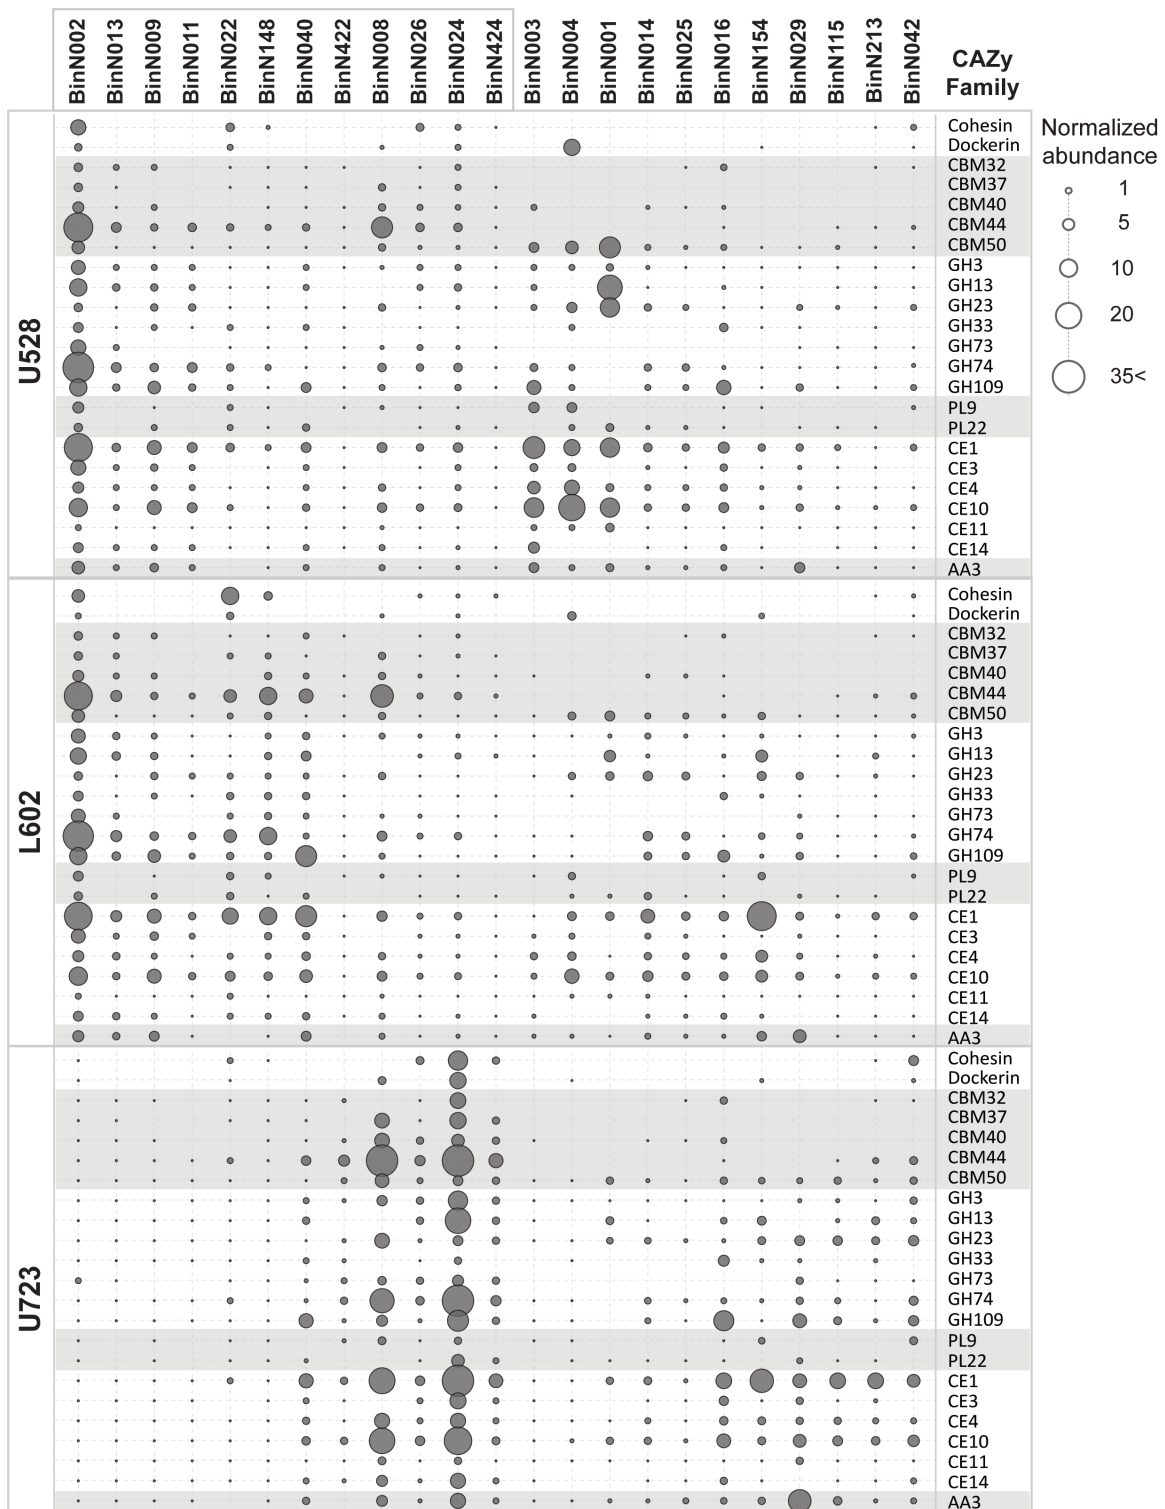 BinN002 BinN013 BinN009 BinN011 BinN022 BinN148 BinN040 BinN422 BinN008 BinN026 BinN024 BinN424 BinN003 BinN004 BinN001 BinN014 BinN025 BinN016 BinN154 BinN029 BinN115 BinN213 BinN042
CAZy
Family
Normalized
abundance
1
5
10
20
35<
U528
Cohesin
Dockerin
CBM32
CBM37
CBM40
CBM44
CBM50
GH3
GH13
GH23
GH33
GH73
GH74
GH109
PL9
PL22
CE1
CE3
CE4
CE10
CE11
CE14
AA3
L602
Cohesin
Dockerin
CBM32
CBM37
CBM40
CBM44
CBM50
GH3
GH13
GH23
GH33
GH73
GH74
GH109
PL9
PL22
CE1
CE3
CE4
CE10
CE11
CE14
AA3
U723
Cohesin
Dockerin
CBM32
CBM37
CBM40
CBM44
CBM50
GH3
GH13
GH23
GH33
GH73
GH74
GH109
PL9
PL22
CE1
CE3
CE4
CE10
CE11
CE14
AA3